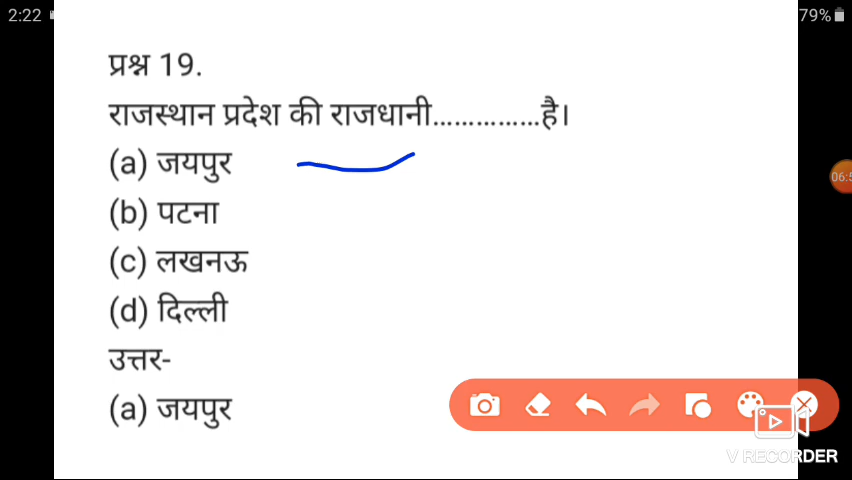 2:22
79%
प्रश्न 19.
राजस्थान प्रदेश की राजधानी...............है।
(a) जयपुर
(b) पटना
(c) लखनऊ
(d) दिल्ली
उत्तर-
(a) जयपुर
V RECORDER